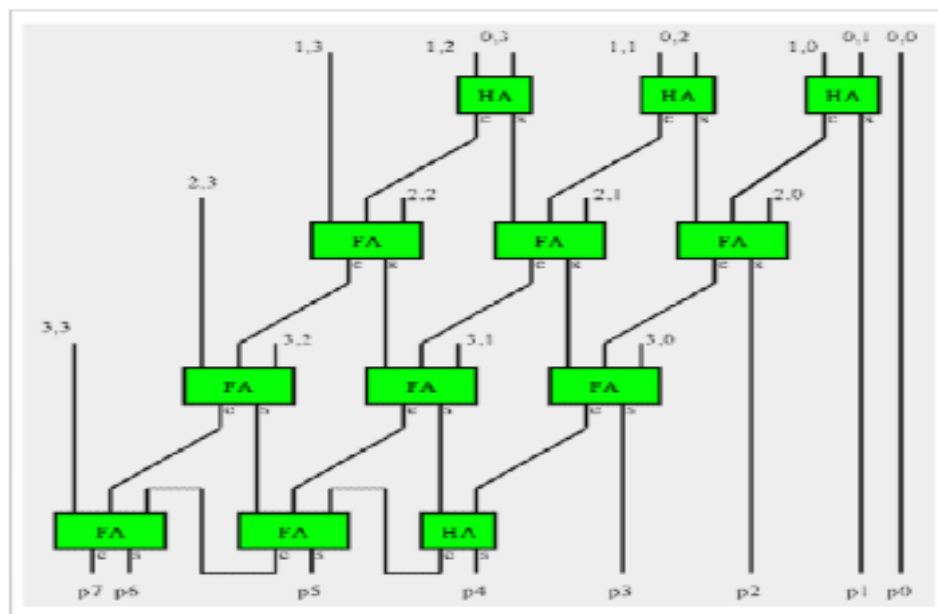 1,3 1,2 0,3 1,1 0,2 1,0 0,1 0,0
HA HA HA
c s c s c s
2,3 2,2 2,1 2,0
FA FA FA
c s c s c s
3,3 3,2 3,1 3,0
FA FA FA
c s c s c s
FA FA HA
c s c s c s
p7 p6 p5 p4 p3 p2 p1 p0